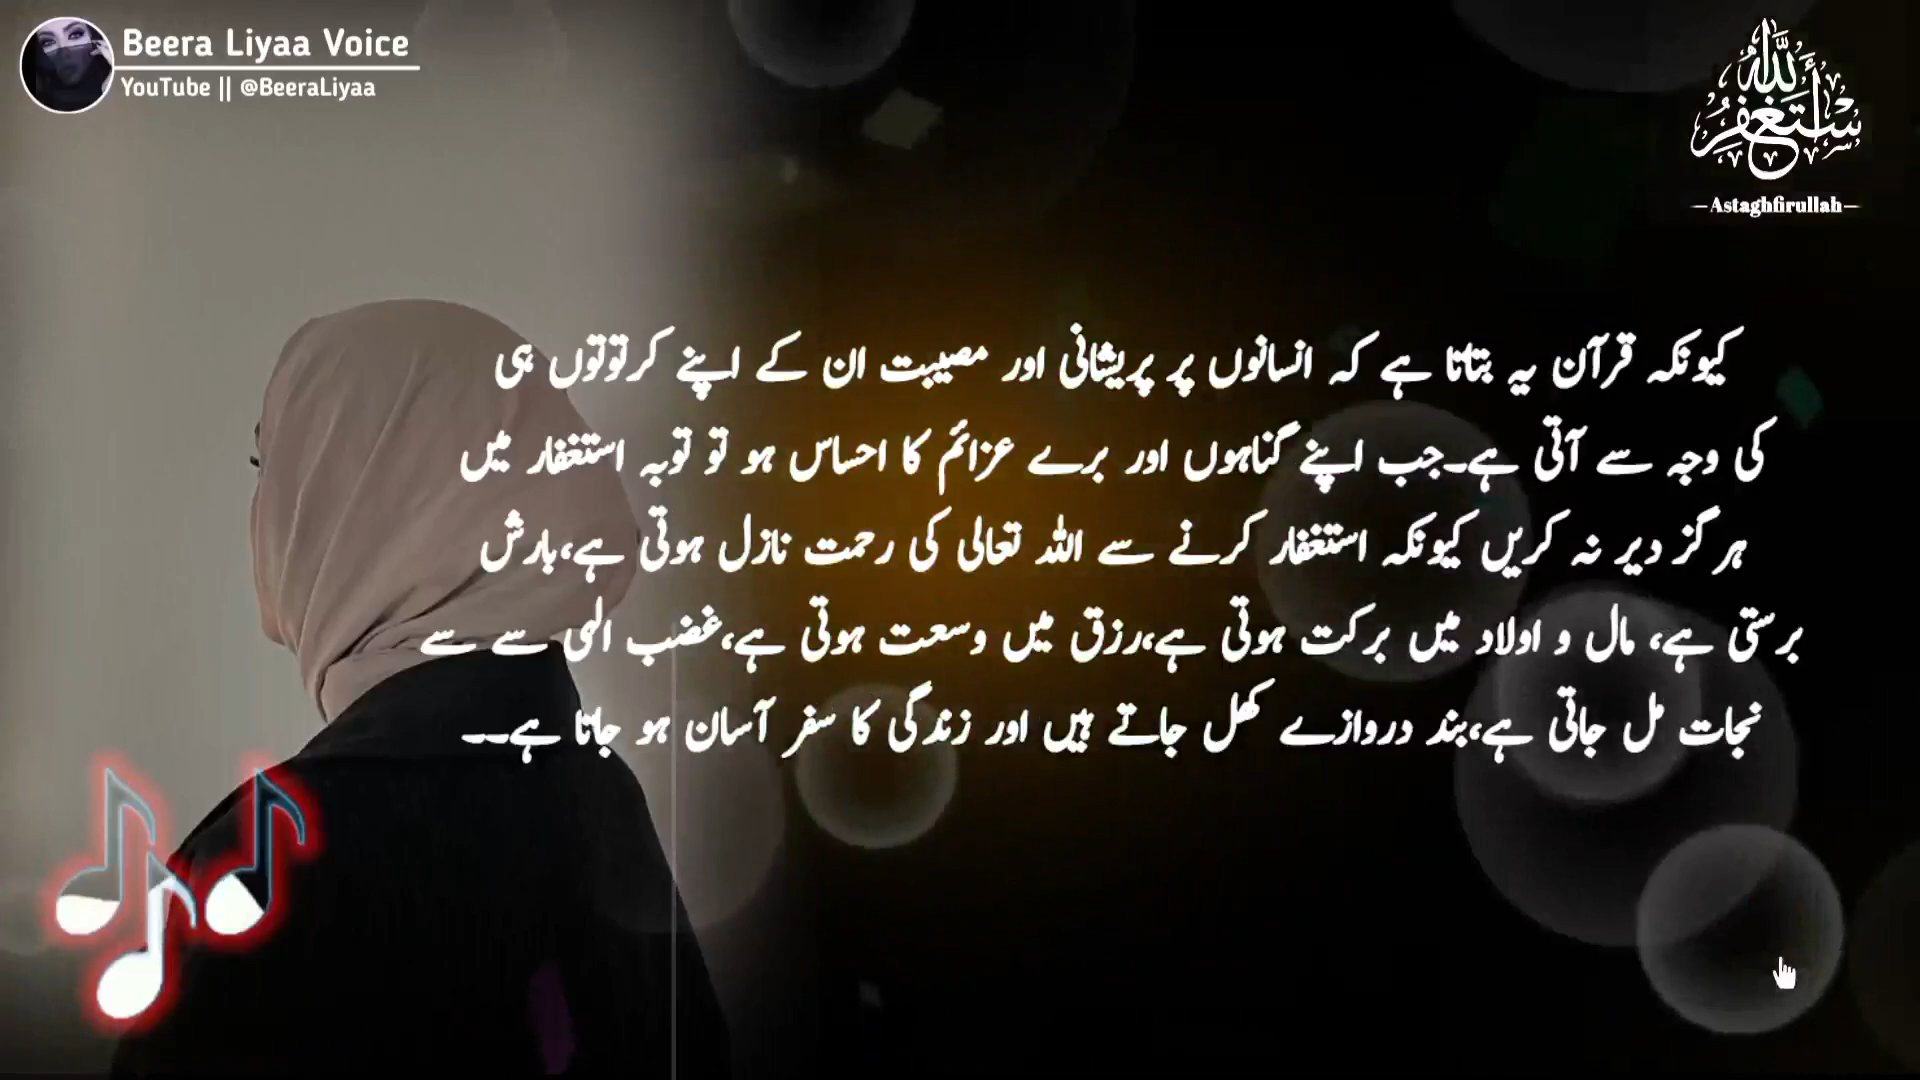 Beera Liyaa Voice
YouTube || @BeeraLiyaa
أستغفر الله
—Astaghfirullah—
کیونکہ قرآن یہ بتاتا ہے کہ انسانوں پر پریشانی اور مصیبت ان کے اپنے کرتوتوں ہی
کی وجہ سے آتی ہے۔جب اپنے گناہوں اور برے عزائم کا احساس ہو تو توبہ استغفار میں
ہر گز دیر نہ کریں کیونکہ استغفار کرنے سے اللہ تعالی کی رحمت نازل ہوتی ہے،بارش
برستی ہے، مال و اولاد میں برکت ہوتی ہے،رزق میں وسعت ہوتی ہے،غضب الہی سے سے
نجات مل جاتی ہے،بند دروازے کھل جاتے ہیں اور زندگی کا سفر آسان ہو جاتا ہے۔۔